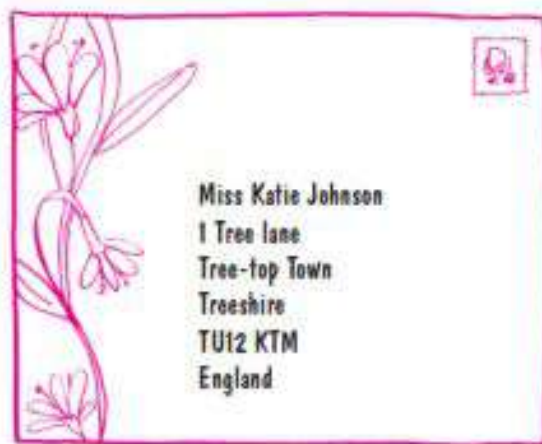 Miss Katie Johnson
1 Tree lane
Tree-top Town
Treeshire
TU12 KTM
England